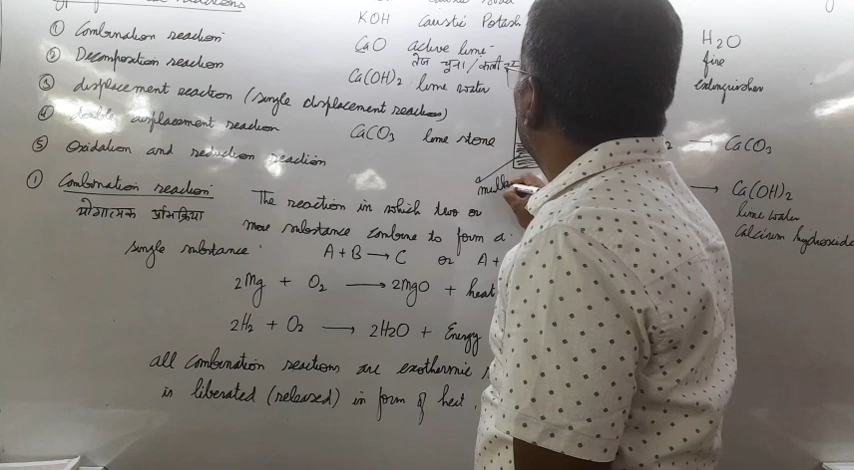 reactions
① Combination reaction
② Decomposition reaction
③ displacement eaction (single displacement reaction)
④ double displacement reaction
⑤ Oxidation and reduction reaction
KOH caustic Potash
CaO active lime
चुना
Ca(OH)2 lime water
CaCO3 lime stone
milk
H2O
fire
extinguisher
2 → CaCO3
→ Ca(OH)2
lime water
Calcium hydroxide
① Combination reaction
योगात्मक अभिक्रिया
The reaction in which two or
more substance combine to form a
single substance
A + B → C or A +
2Mg + O2 → 2MgO + heat
2H2 + O2 → 2H2O + Energy
all combination reactions are exothermic
is liberated (released) in form of heat.